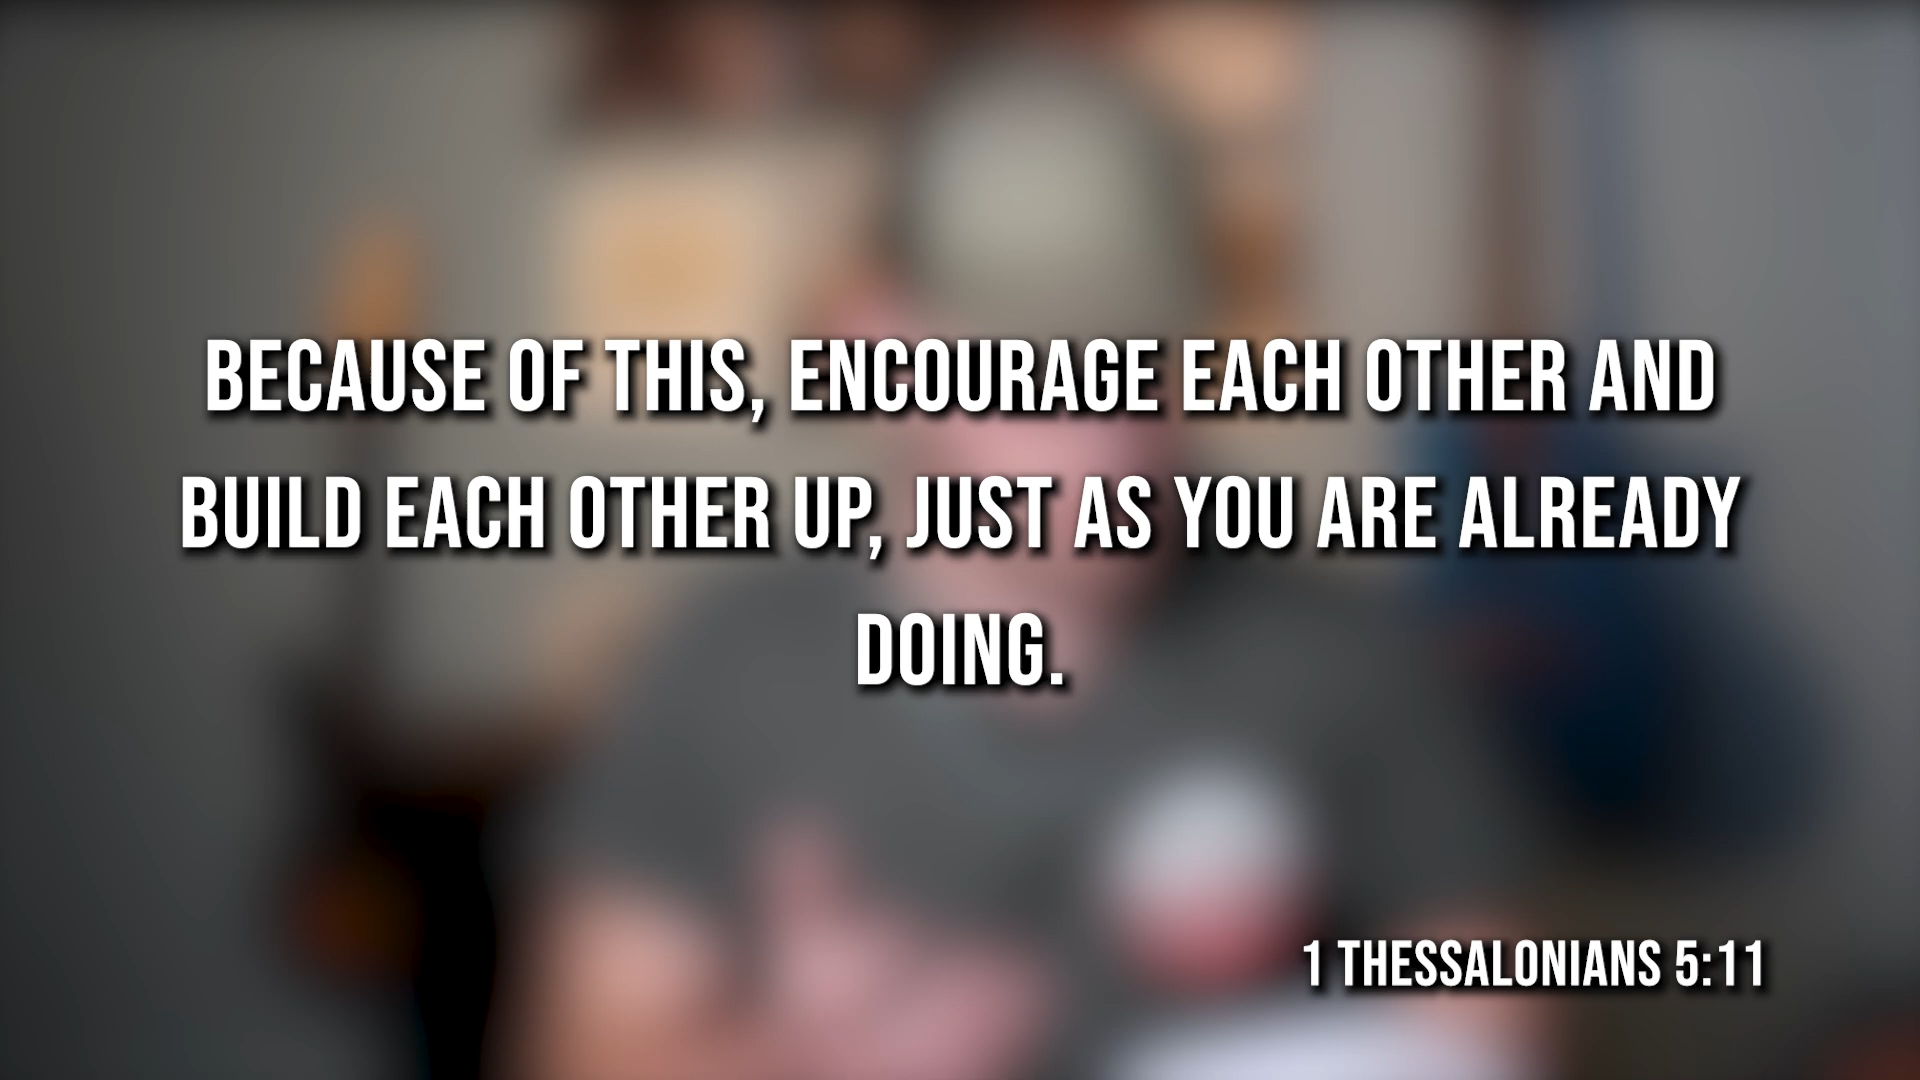 BECAUSE OF THIS, ENCOURAGE EACH OTHER AND
BUILD EACH OTHER UP, JUST AS YOU ARE ALREADY
DOING.
1 THESSALONIANS 5:11